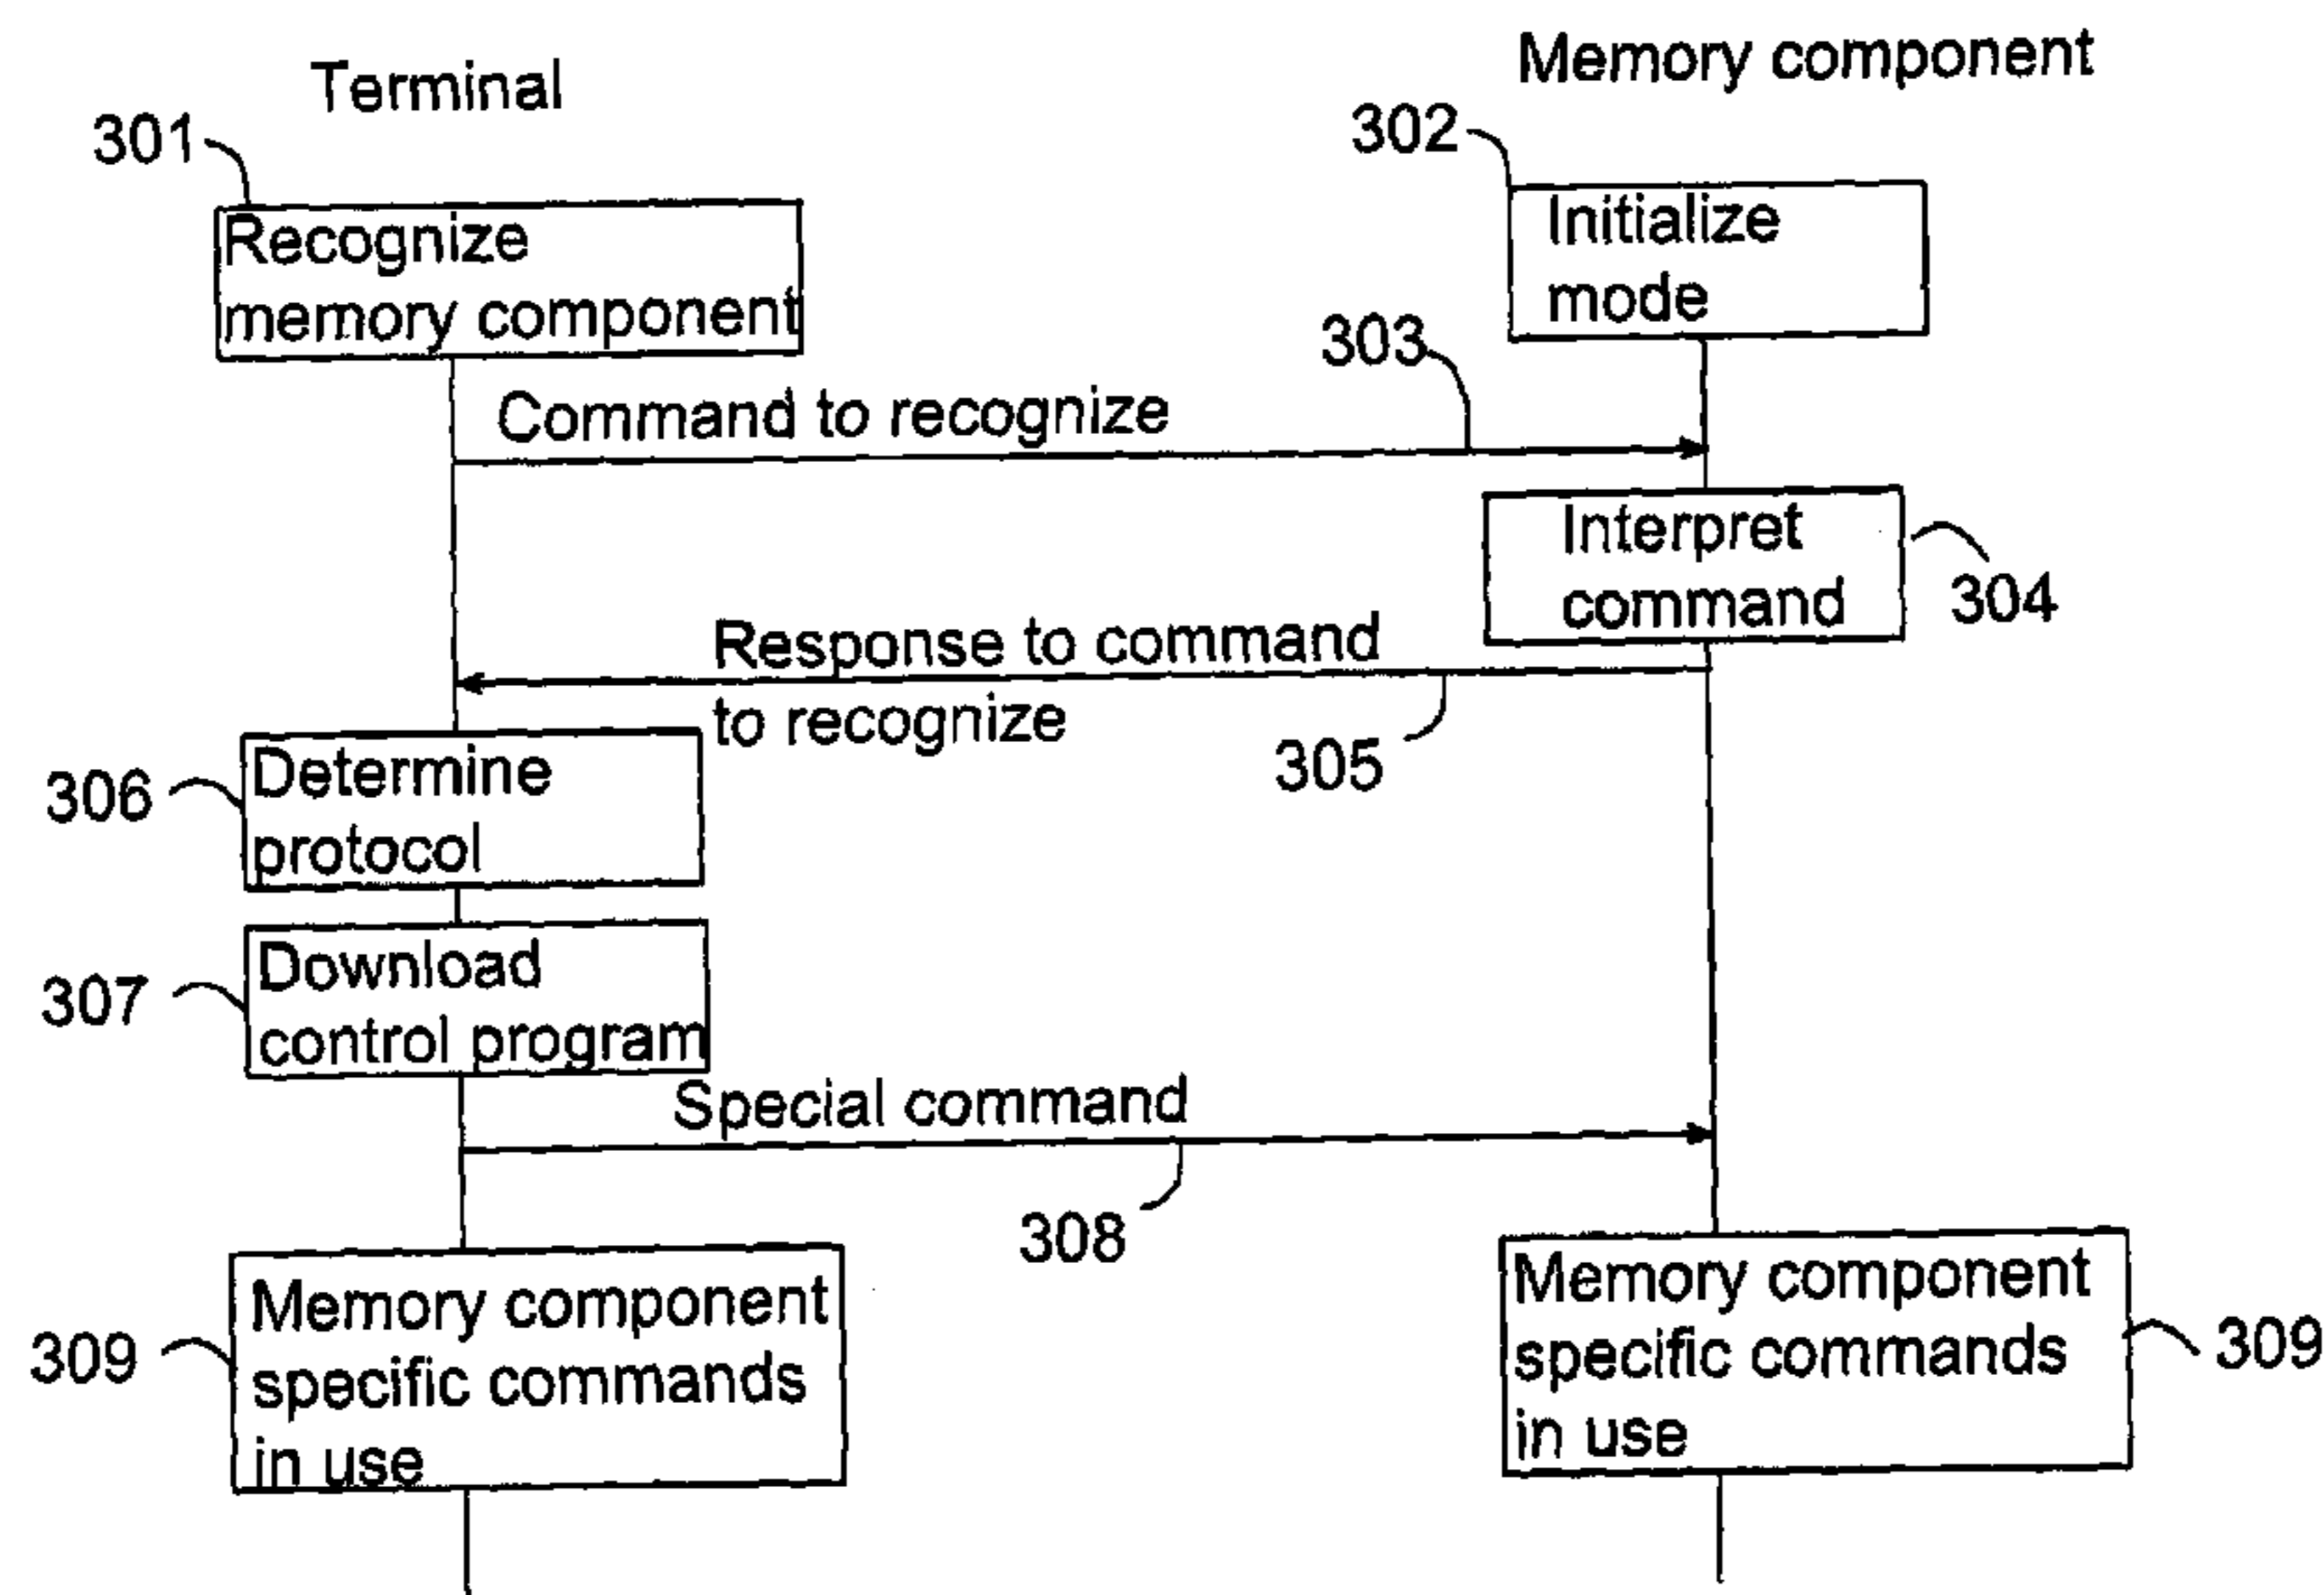 Terminal
Memory component
301
302
Recognize
memory component
Initialize
mode
303
Command to recognize
Interpret
command
304
Response to command
to recognize
305
306
Determine
protocol
307
Download
control program
Special command
308
309
Memory component
specific commands
in use
Memory component
specific commands
in use
309